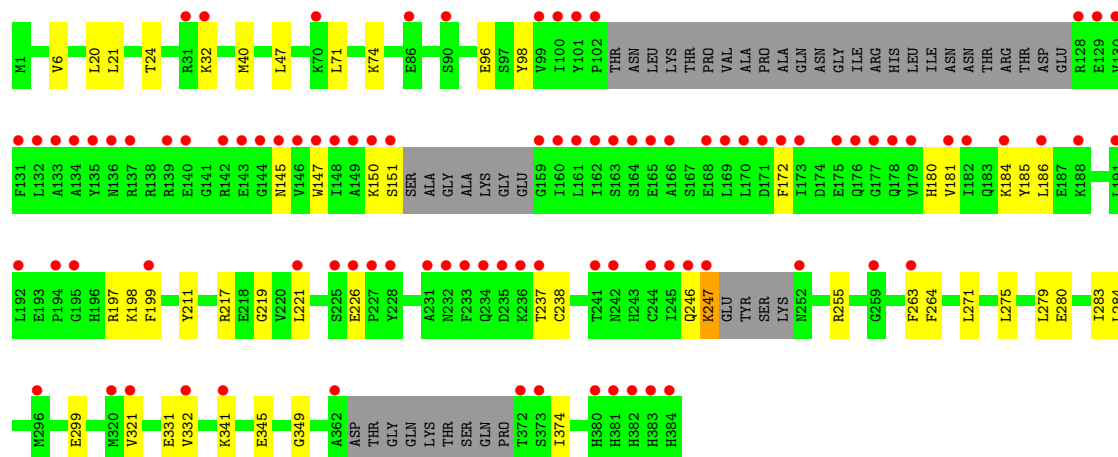 M1 V6 L20 L21 T24 R31 K32 M40 L47 K70 L71 K74 E86 S90 E96 S97 Y98 V99 I100 Y101 P102 THR ASN LEU LYS THR PRO VAL ALA PRO ALA GLN ASN GLY ILE ARG HIS LEU ILE ASN ASN THR ARG THR ASP GLU R128 E129 V130
F131 L132 A133 A134 Y135 N136 R137 R138 R139 E140 G141 R142 E143 G144 N145 V146 W147 I148 A149 K150 S151 SER ALA GLY ALA LYS GLY GLU G159 I160 L161 I162 S163 S164 E165 A166 E168 L169 L170 D171 F172 I173 D174 E175 Q176 G177 Q178 V179 H180 V181 I182 Q183 K184 Y185 L186 E187 K188 L191
L192 E193 P194 G195 H196 R197 K198 F199 Y211 R217 E218 G219 V220 L221 S225 E226 P227 Y228 A231 N232 F233 Q234 D235 K236 T237 C238 T241 N242 C244 I245 Q246 K247 GLU TYR SER LYS N252 R255 G259 F263 F264 L271 L275 L279 E280 I283 L284
M296 E299 M320 V321 E331 V332 K341 E345 G349 A362 ASP THR GLY GLN LYS THR SER GLN PRO T372 S373 I374 H380 H381 H382 H383 H384